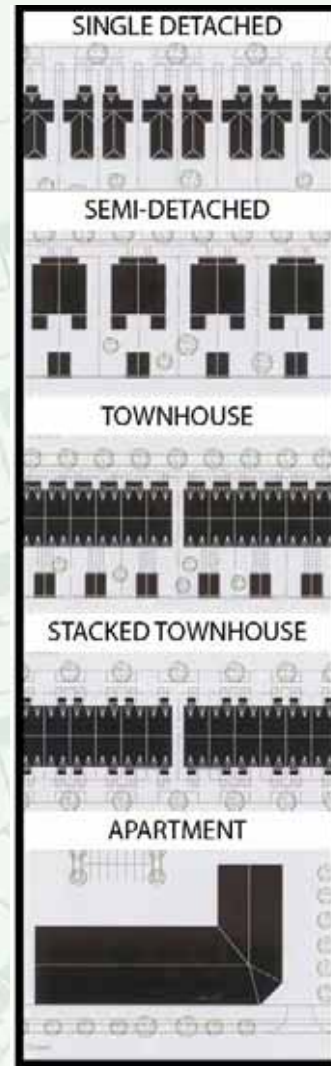 SINGLE DETACHED
SEMI-DETACHED
TOWNHOUSE
STACKED TOWNHOUSE
APARTMENT